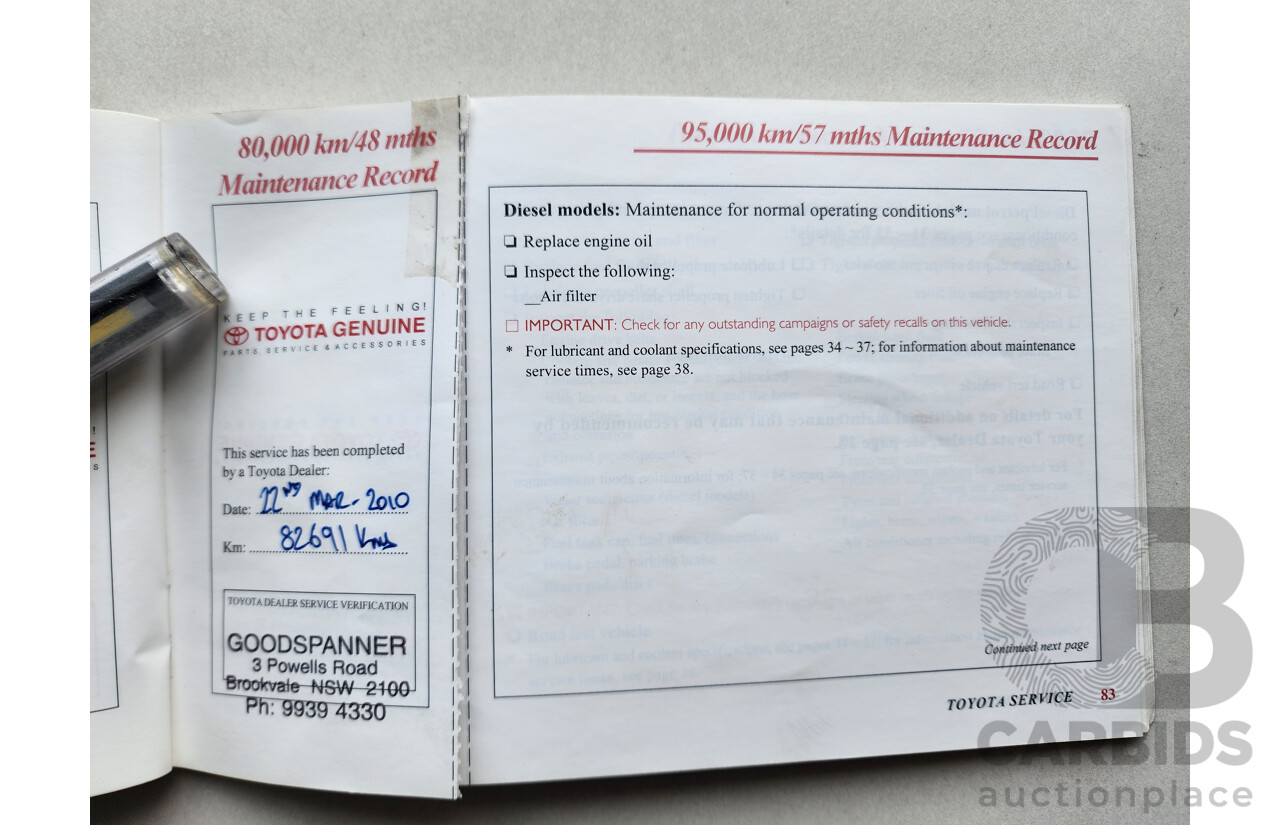 80,000 km/48 mths
Maintenance Record
KEEP THE FEELING!
TOYOTA GENUINE
PARTS, SERVICE & ACCESSORIES
This service has been completed
by a Toyota Dealer:
Date: 22ND MAR-2010
Km: 82691 Kms
TOYOTA DEALER SERVICE VERIFICATION
GOODSPANNER
3 Powells Road
Brookvale NSW 2100
Ph: 9939 4330
95,000 km/57 mths Maintenance Record
Diesel models: Maintenance for normal operating conditions*:
❏ Replace engine oil
❏ Inspect the following:
__Air filter
☐ IMPORTANT: Check for any outstanding campaigns or safety recalls on this vehicle.
* For lubricant and coolant specifications, see pages 34 ~ 37; for information about maintenance
service times, see page 38.
Continued next page
TOYOTA SERVICE 83
CARBIDS
auctionplace